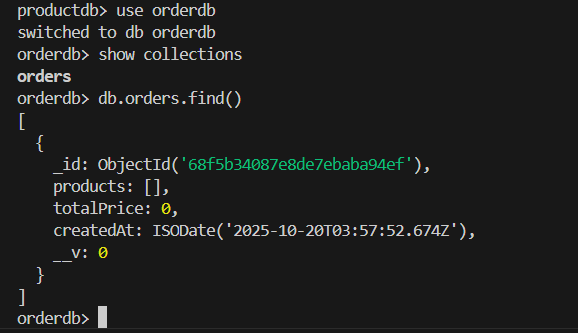 productdb> use orderdb
switched to db orderdb
orderdb> show collections
orders
orderdb> db.orders.find()
[
  {
    _id: ObjectId('68f5b34087e8de7ebaba94ef'),
    products: [],
    totalPrice: 0,
    createdAt: ISODate('2025-10-20T03:57:52.674Z'),
    __v: 0
  }
]
orderdb>